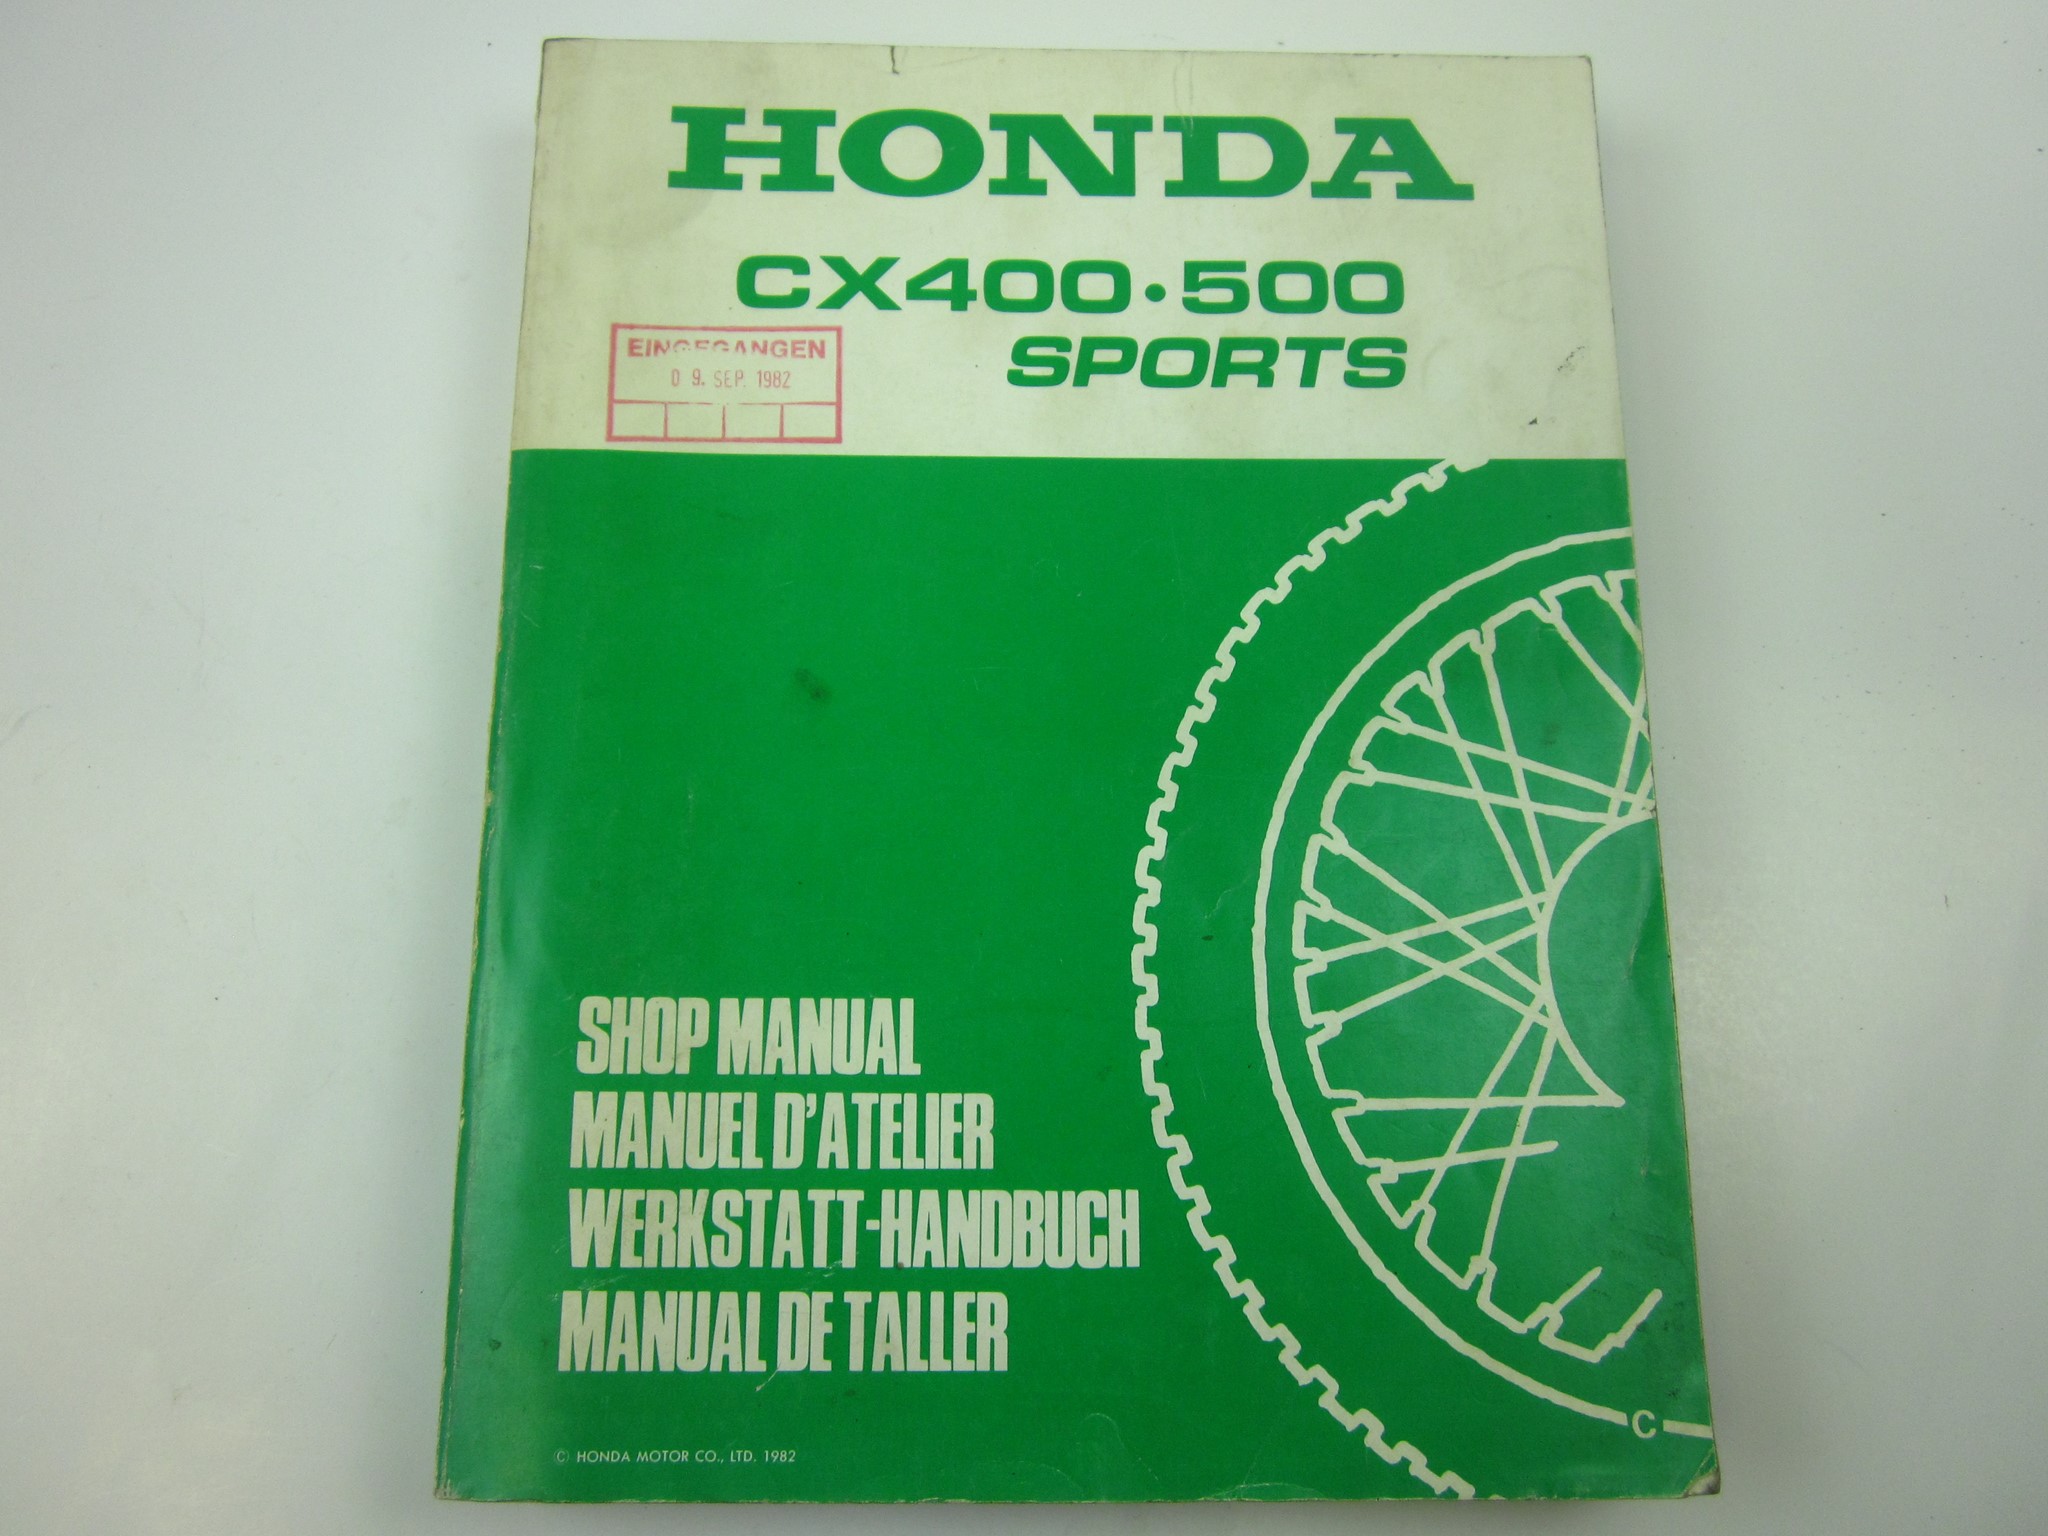 HONDA
CX400·500
SPORTS
EINGEGANGEN
09. SEP. 1982
SHOP MANUAL
MANUEL D'ATELIER
WERKSTATT-HANDBUCH
MANUAL DE TALLER
C
© HONDA MOTOR CO., LTD. 1982